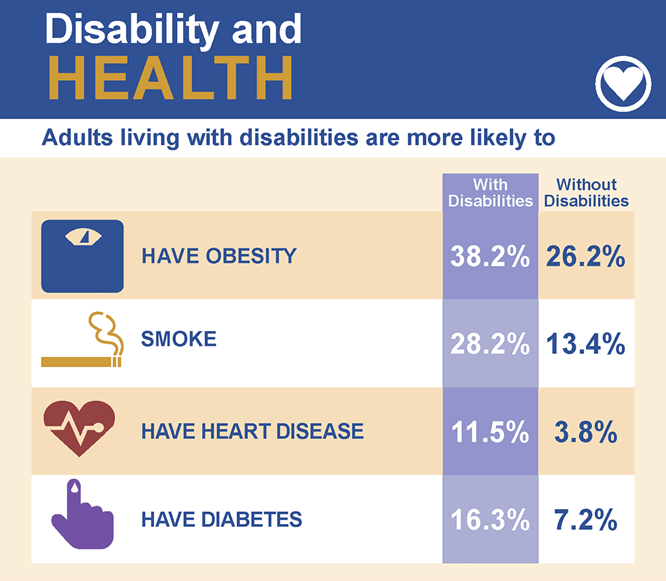 Disability and
HEALTH
Adults living with disabilities are more likely to
With Disabilities
Without Disabilities
HAVE OBESITY 38.2% 26.2%
SMOKE 28.2% 13.4%
HAVE HEART DISEASE 11.5% 3.8%
HAVE DIABETES 16.3% 7.2%